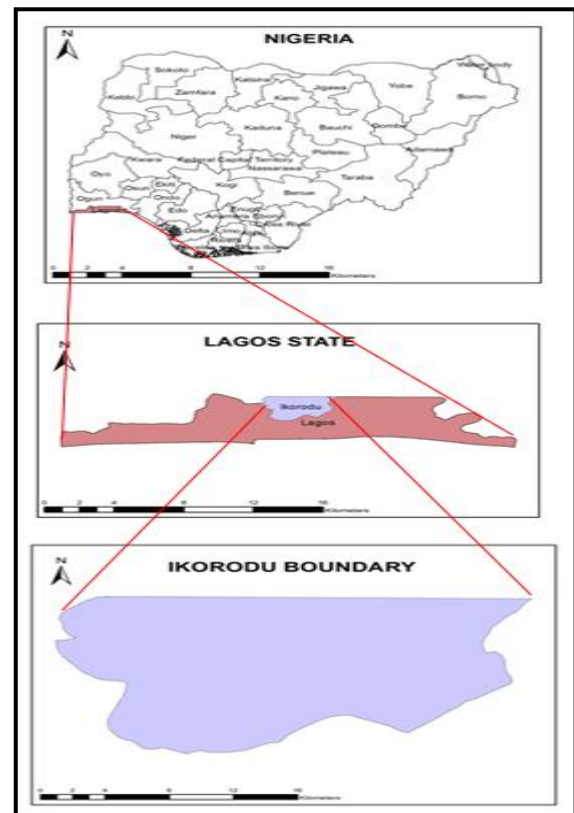 N
NIGERIA
Sokoto
Katsina
Yobe
Kebbi
Zamfara
Kano
Jigawa
Borno
Kaduna
Bauchi
Gombe
Niger
Adamawa
Plateau
Kwara
Federal Capital Territory
Nassarawa
Oyo
Taraba
Osun
Ekiti
Kogi
Benue
Ogun
Ondo
Edo
Enugu
Delta
Imo
0 2 4 8 12 16
Kilometers
N
LAGOS STATE
Ikorodu
Lagos
0 2 4 8 12 16
Kilometers
N
IKORODU BOUNDARY
0 2 4 8 12 16
Kilometers